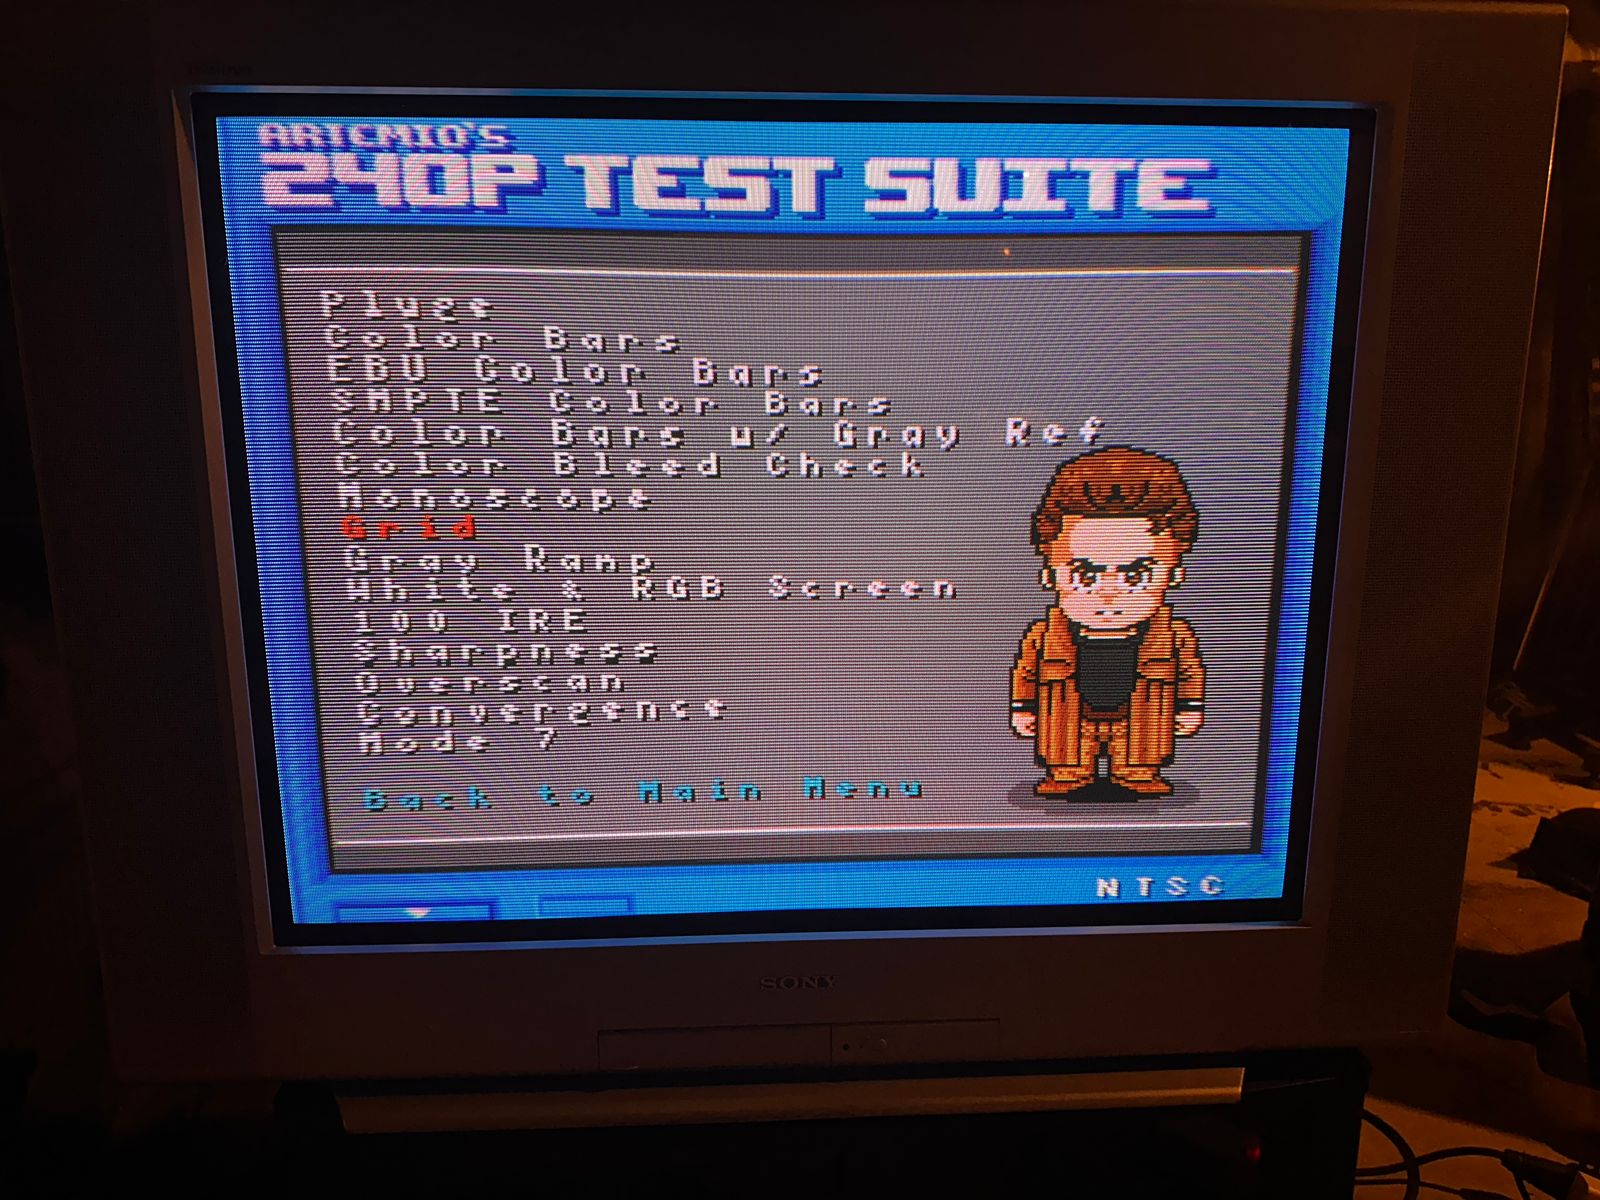 ARTEMIO'S
240P TEST SUITE
Pluge
Color Bars
EBU Color Bars
SMPTE Color Bars
Color Bars w/ Gray Ref
Color Bleed Check
Monoscope
Grid
Gray Ramp
White & RGB Screen
100 IRE
Sharpness
Overscan
Convergence
Mode 7
Back to Main Menu
NTSC
SONY